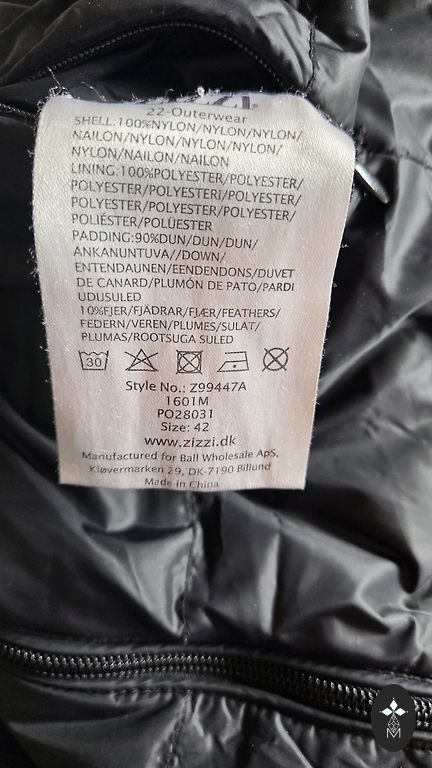 ZIZZI
22-Outerwear
SHELL:100%NYLON/NYLON/NYLON/
NAILON/NYLON/NYLON/NYLON/
NYLON/NAILON/NAILON
LINING:100%POLYESTER/POLYESTER/
POLYESTER/POLYESTERİ/POLYESTER/
POLYESTER/POLYESTER/POLYESTER/
POLIÉSTER/POLÜESTER
PADDING:90%DUN/DUN/DUN/
ANKANUNTUVA//DOWN/
ENTENDAUNEN/EENDENDONS/DUVET
DE CANARD/PLUMÓN DE PATO/PARDI
UDUSULED
10%FJER/FJÄDRAR/FJÆR/FEATHERS/
FEDERN/VEREN/PLUMES/SULAT/
PLUMAS/ROOTSUGA SULED
30
Style No.: Z99447A
1601M
PO28031
Size: 42
www.zizzi.dk
Manufactured for Ball Wholesale ApS,
Kløvermarken 29, DK-7190 Billund
Made in China
M